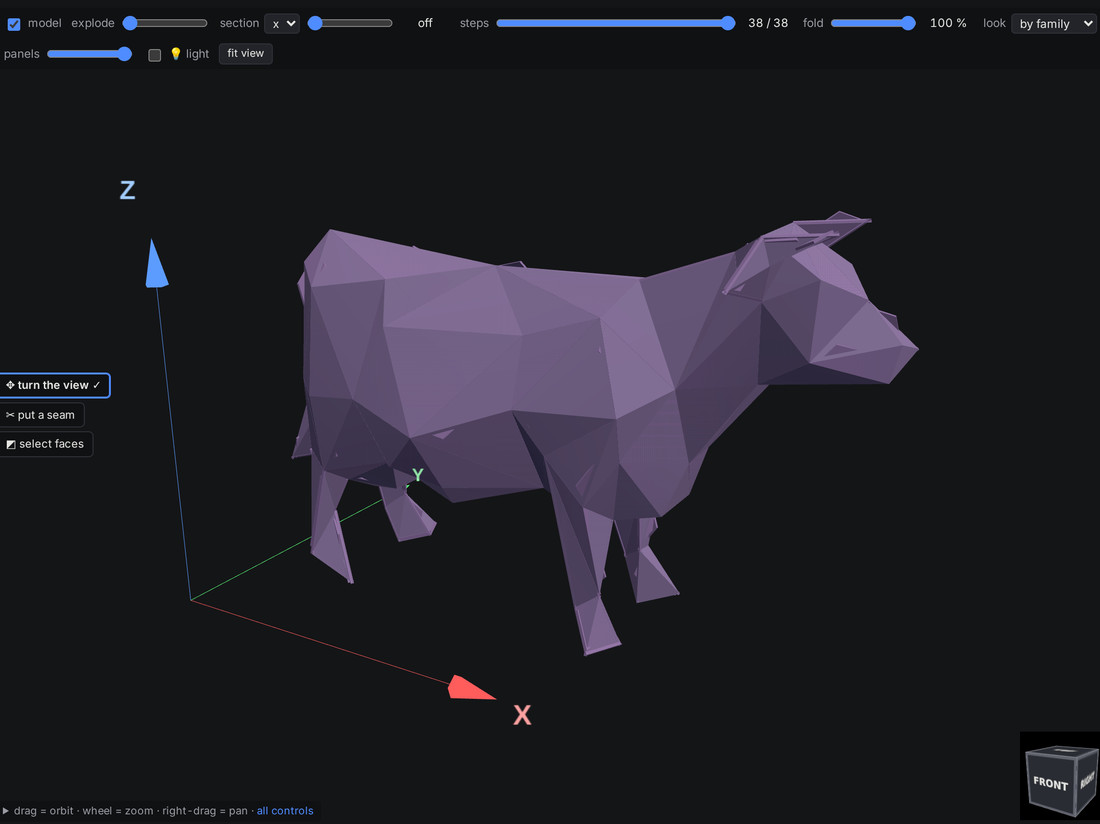 model explode section x off steps 38 / 38 fold 100 % look by family
panels 💡 light fit view
Z
✥ turn the view ✓
✂ put a seam
◩ select faces
Y
X
FRONT RIGHT
▶ drag = orbit · wheel = zoom · right-drag = pan · all controls